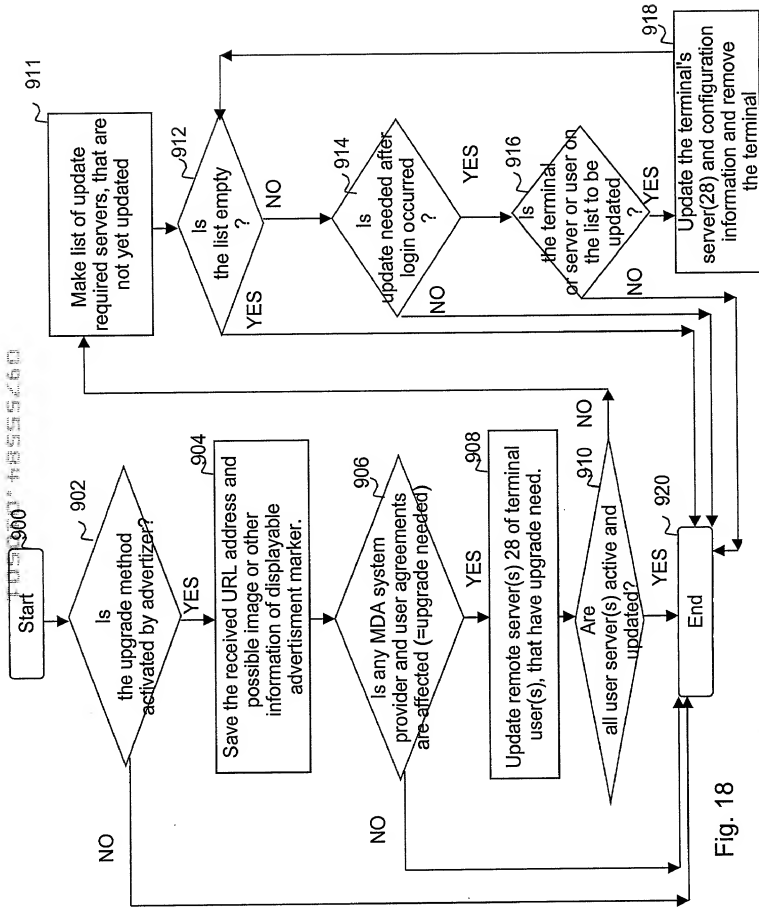 Start
900
Is
the upgrade method
activated by advertizer?
902
NO
YES
Save the received URL address and
possible image or other
information of displayable
advertisment marker.
904
Is any MDA system
provider and user agreements
are affected (=upgrade needed)
906
NO
YES
Update remote server(s) 28 of terminal
user(s), that have upgrade need.
908
Are
all user server(s) active and
updated?
910
NO
YES
End
920
Make list of update
required servers, that are
not yet updated
911
Is
the list empty
?
912
YES
NO
Is
update needed after
login occurred
?
914
NO
YES
Is
the terminal
or server or user on
the list to be
updated
?
916
NO
YES
Update the terminal's
server(28) and configuration
information and remove
the terminal
918
Fig. 18